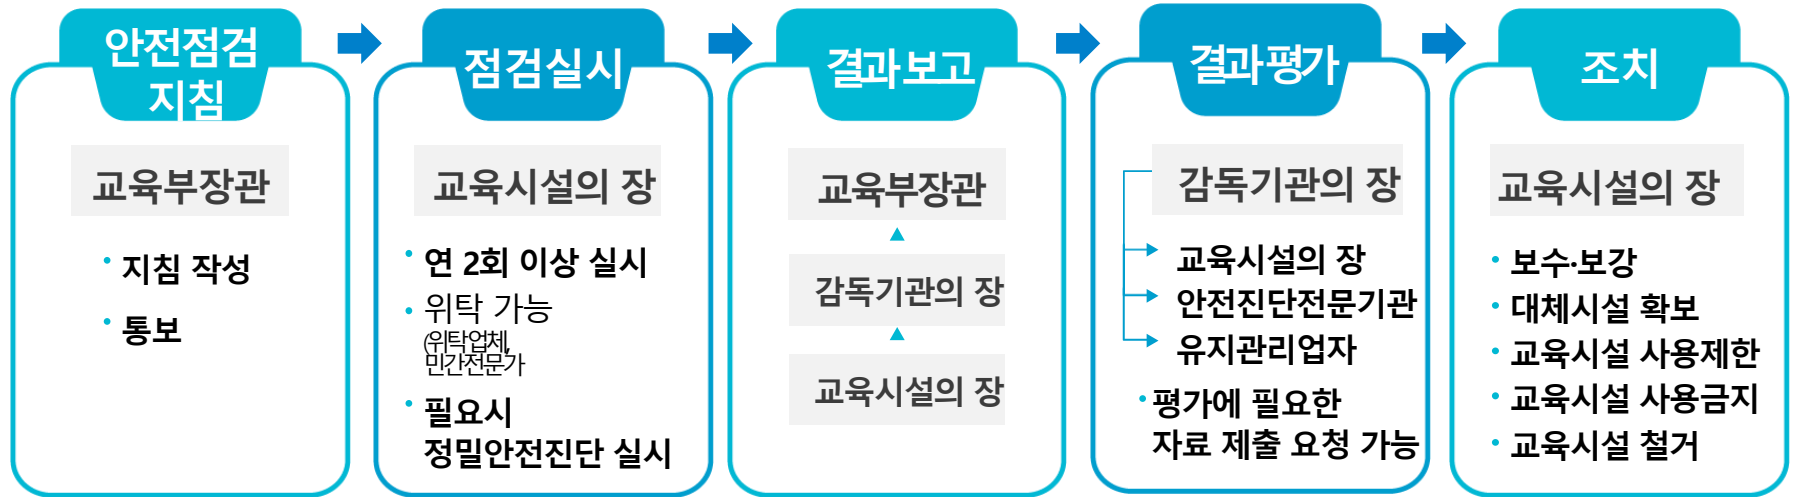 안전점검
지침
교육부장관
• 지침 작성
• 통보
점검실시
교육시설의 장
• 연 2회 이상 실시
• 위탁 가능
(위탁업체,
민간전문가
• 필요시
정밀안전진단 실시
결과보고
교육부장관
감독기관의 장
교육시설의 장
결과평가
감독기관의 장
교육시설의 장
안전진단전문기관
유지관리업자
• 평가에 필요한
자료 제출 요청 가능
조치
교육시설의 장
• 보수·보강
• 대체시설 확보
• 교육시설 사용제한
• 교육시설 사용금지
• 교육시설 철거